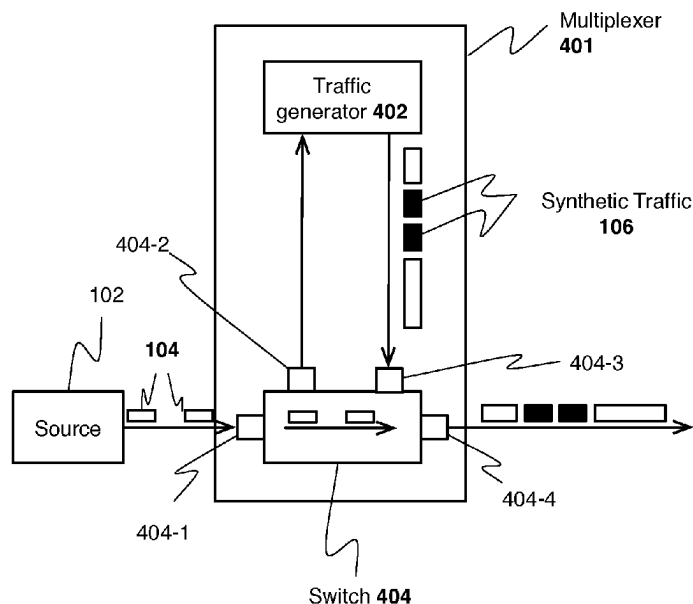 Multiplexer
401
Traffic
generator 402
Synthetic Traffic
106
404-2
102
104
404-3
Source
404-1
404-4
Switch 404